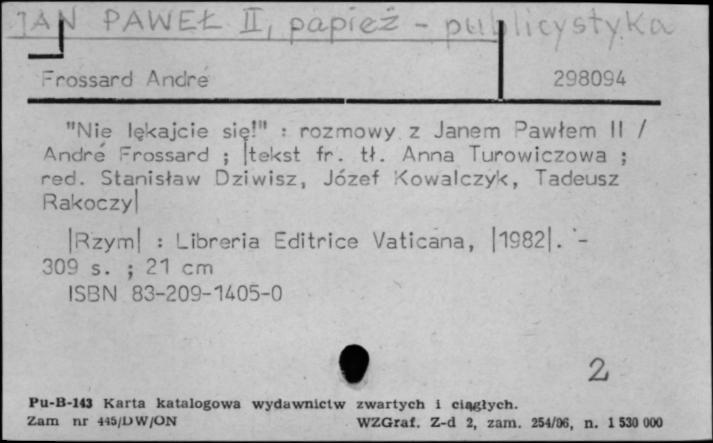 JAN PAWEŁ II, papież - publicystyka
Frossard André 298094
"Nie lękajcie się!" : rozmowy z Janem Pawłem II /
André Frossard ; |tekst fr. tł. Anna Turowiczowa ;
red. Stanisław Dziwisz, Józef Kowalczyk, Tadeusz
Rakoczy|
|Rzym| : Libreria Editrice Vaticana, |1982|. -
309 s. ; 21 cm
ISBN 83-209-1405-0
2
Pu-B-143 Karta katalogowa wydawnictw zwartych i ciągłych.
Zam nr 445/DW/ON WZGraf. Z-d 2, zam. 254/86, n. 1 530 000